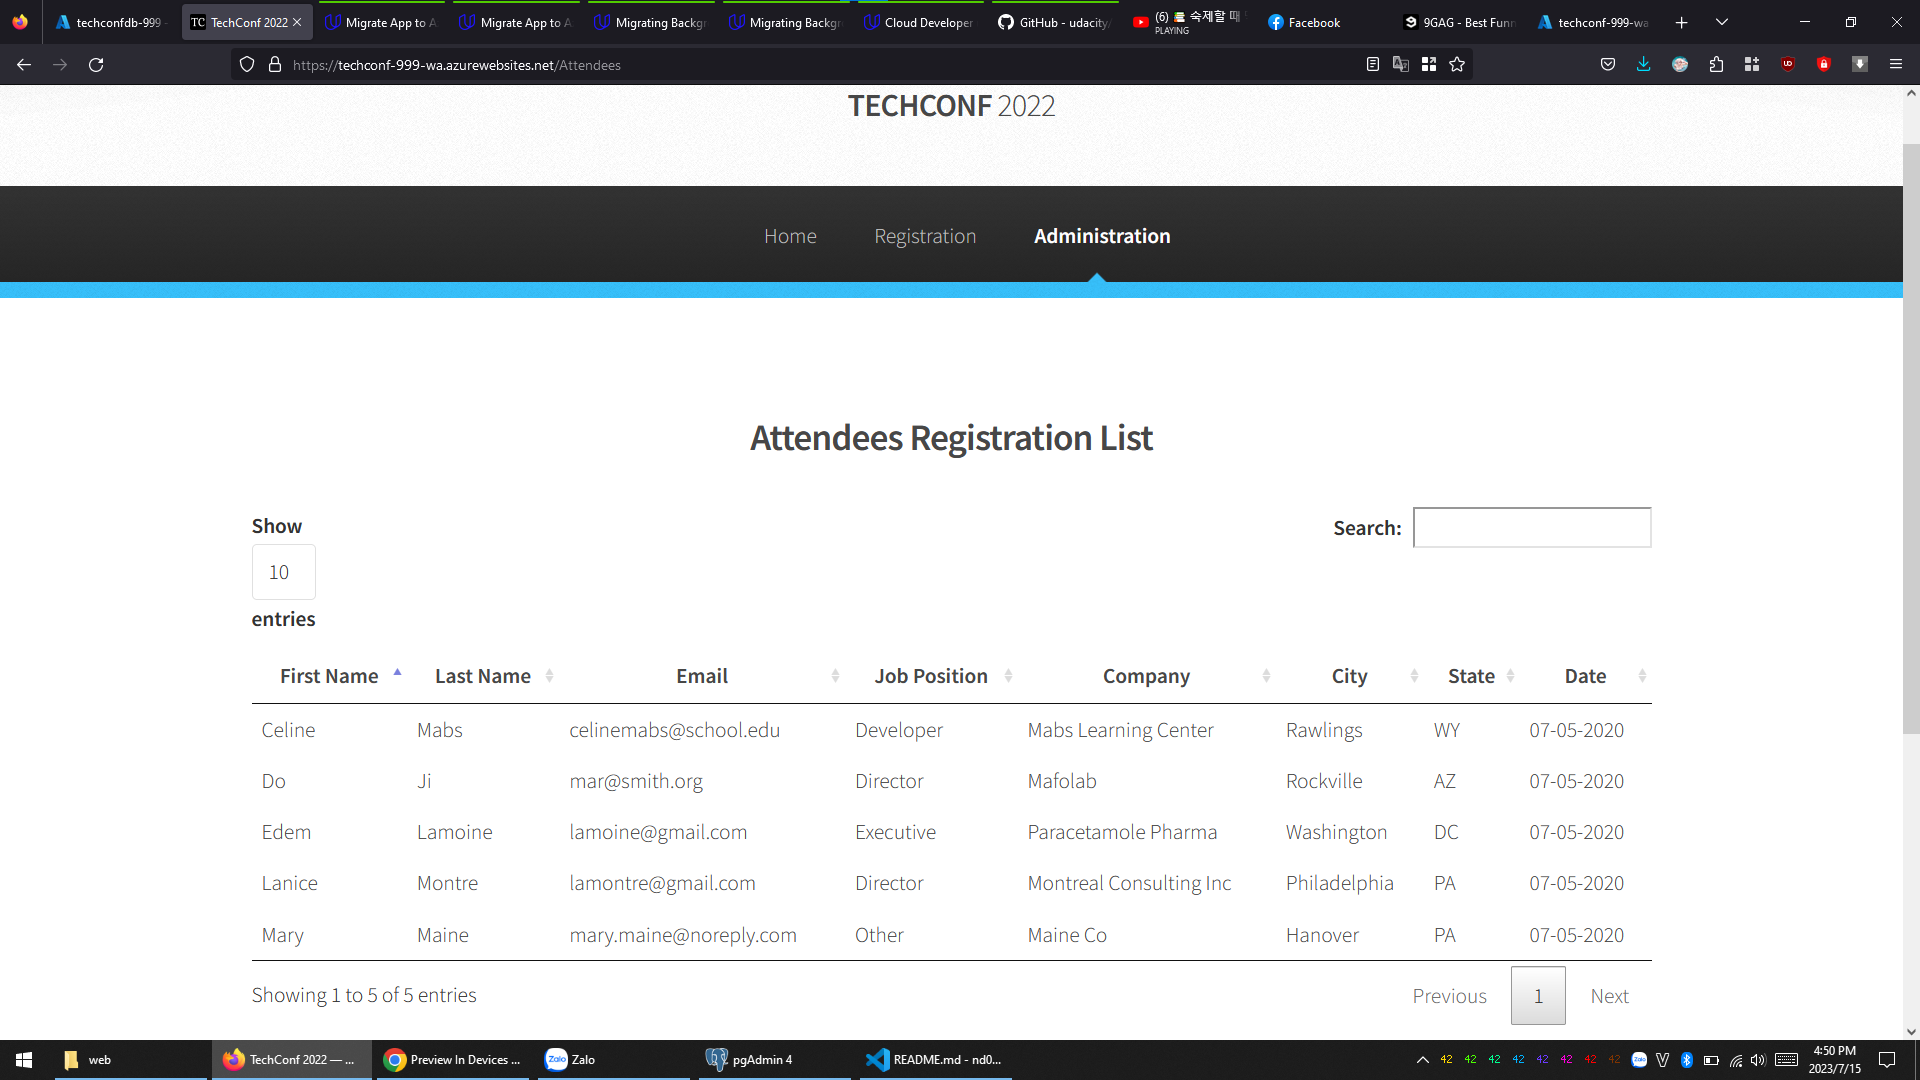 techconfdb-999
TechConf 2022
Migrate App to A
Migrate App to A
Migrating Backgr
Migrating Backgr
Cloud Developer
GitHub - udacity/
(6) 📚 숙제할 때
PLAYING
Facebook
9GAG - Best Fun
techconf-999-wa
https://techconf-999-wa.azurewebsites.net/Attendees
TECHCONF 2022
Home Registration Administration
Attendees Registration List
Show
10
entries
Search:
First Name Last Name Email Job Position Company City State Date
Celine Mabs celinemabs@school.edu Developer Mabs Learning Center Rawlings WY 07-05-2020
Do Ji mar@smith.org Director Mafolab Rockville AZ 07-05-2020
Edem Lamoine lamoine@gmail.com Executive Paracetamole Pharma Washington DC 07-05-2020
Lanice Montre lamontre@gmail.com Director Montreal Consulting Inc Philadelphia PA 07-05-2020
Mary Maine mary.maine@noreply.com Other Maine Co Hanover PA 07-05-2020
Showing 1 to 5 of 5 entries
Previous 1 Next
web
TechConf 2022 — ...
Preview In Devices ...
Zalo
pgAdmin 4
README.md - nd0...
42 42 42 42 42 42 42 42
4:50 PM
2023/7/15